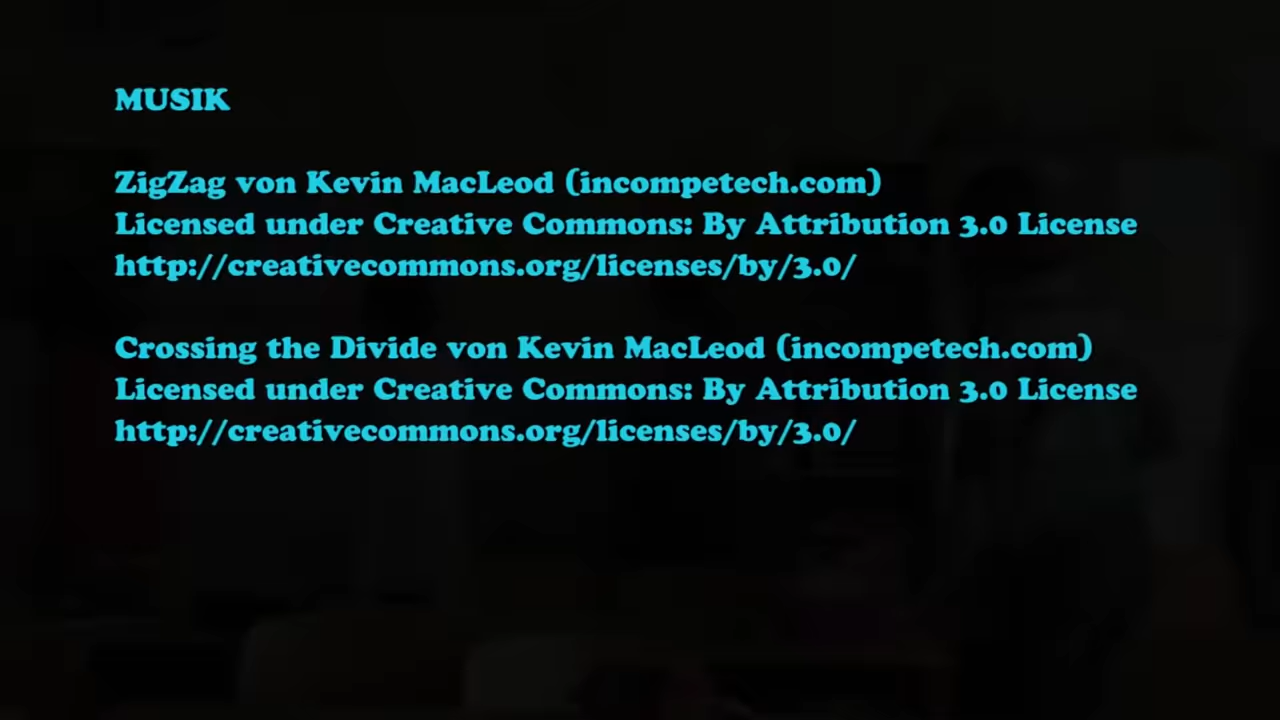 MUSIK
ZigZag von Kevin MacLeod (incompetech.com)
Licensed under Creative Commons: By Attribution 3.0 License
http://creativecommons.org/licenses/by/3.0/
Crossing the Divide von Kevin MacLeod (incompetech.com)
Licensed under Creative Commons: By Attribution 3.0 License
http://creativecommons.org/licenses/by/3.0/